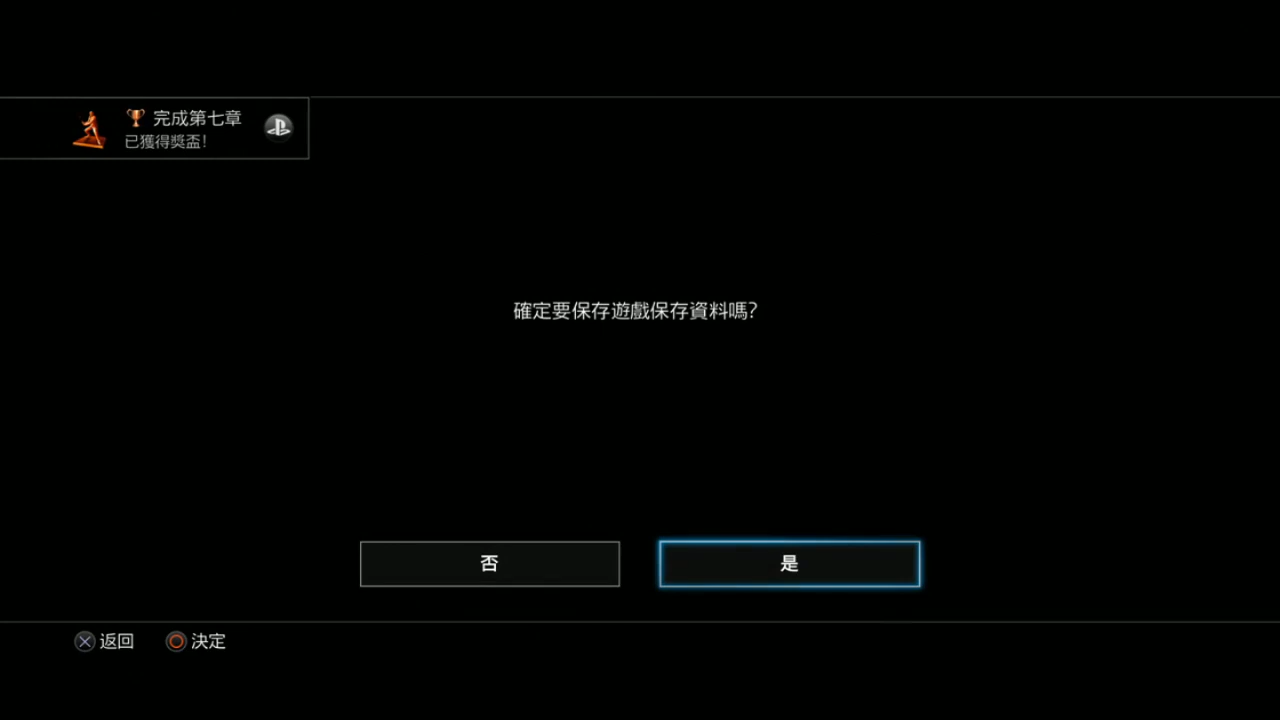 完成第七章
已獲得獎盃!
確定要保存遊戲保存資料嗎?
否
是
返回
決定